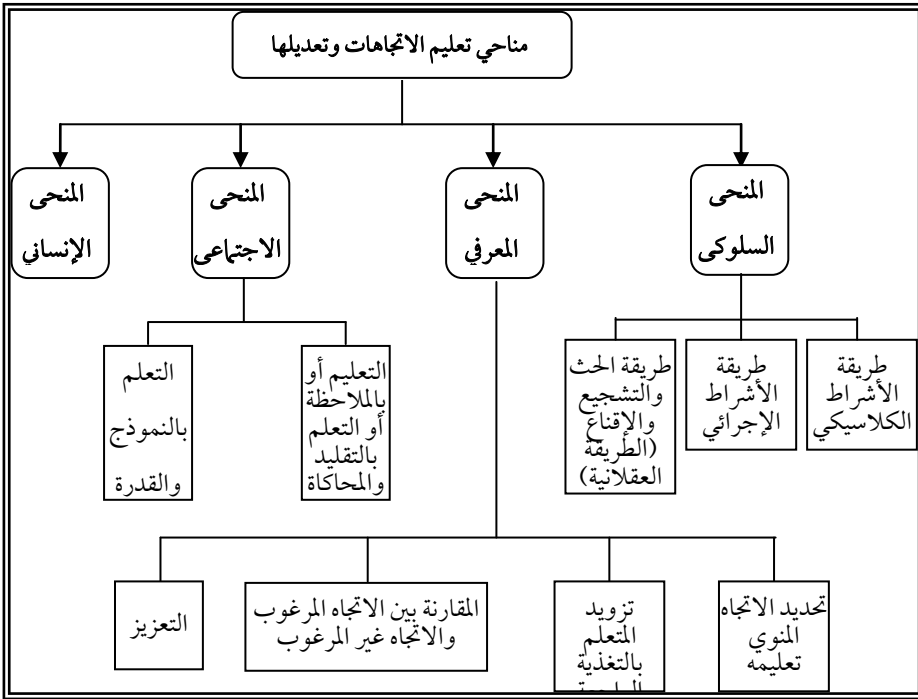 مناحي تعليم الاتجاهات وتعديلها
المنحى
السلوكى
المنحى
المعرفي
المنحى
الاجتماعى
المنحى
الإنساني
طريقة
الأشراط
الكلاسيكي
طريقة
الأشراط
الإجرائي
طريقة الحث
والتشجيع
والإقناع
(الطريقة
العقلانية)
التعليم أو
بالملاحظة
أو التعلم
بالتقليد
والمحاكاة
التعلم
بالنموذج
والقدرة
تحديد الاتجاه
المنوي
تعليمه
تزويد
المتعلم
بالتغذية
المقارنة بين الاتجاه المرغوب
والاتجاه غير المرغوب
التعزيز